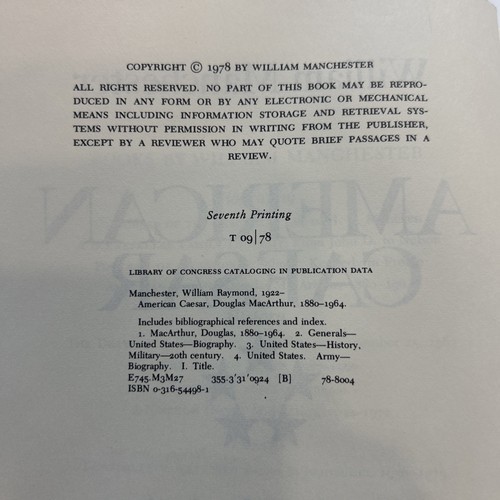 COPYRIGHT © 1978 BY WILLIAM MANCHESTER
ALL RIGHTS RESERVED. NO PART OF THIS BOOK MAY BE REPRO-
DUCED IN ANY FORM OR BY ANY ELECTRONIC OR MECHANICAL
MEANS INCLUDING INFORMATION STORAGE AND RETRIEVAL SYS-
TEMS WITHOUT PERMISSION IN WRITING FROM THE PUBLISHER,
EXCEPT BY A REVIEWER WHO MAY QUOTE BRIEF PASSAGES IN A
REVIEW.
Seventh Printing
T 09|78
LIBRARY OF CONGRESS CATALOGING IN PUBLICATION DATA
Manchester, William Raymond, 1922–
American Caesar, Douglas MacArthur, 1880–1964.
Includes bibliographical references and index.
1. MacArthur, Douglas, 1880–1964. 2. Generals—
United States—Biography. 3. United States—History,
Military—20th century. 4. United States. Army—
Biography. I. Title.
E745.M3M27 355.3'31'0924 [B] 78-8004
ISBN 0-316-54498-1